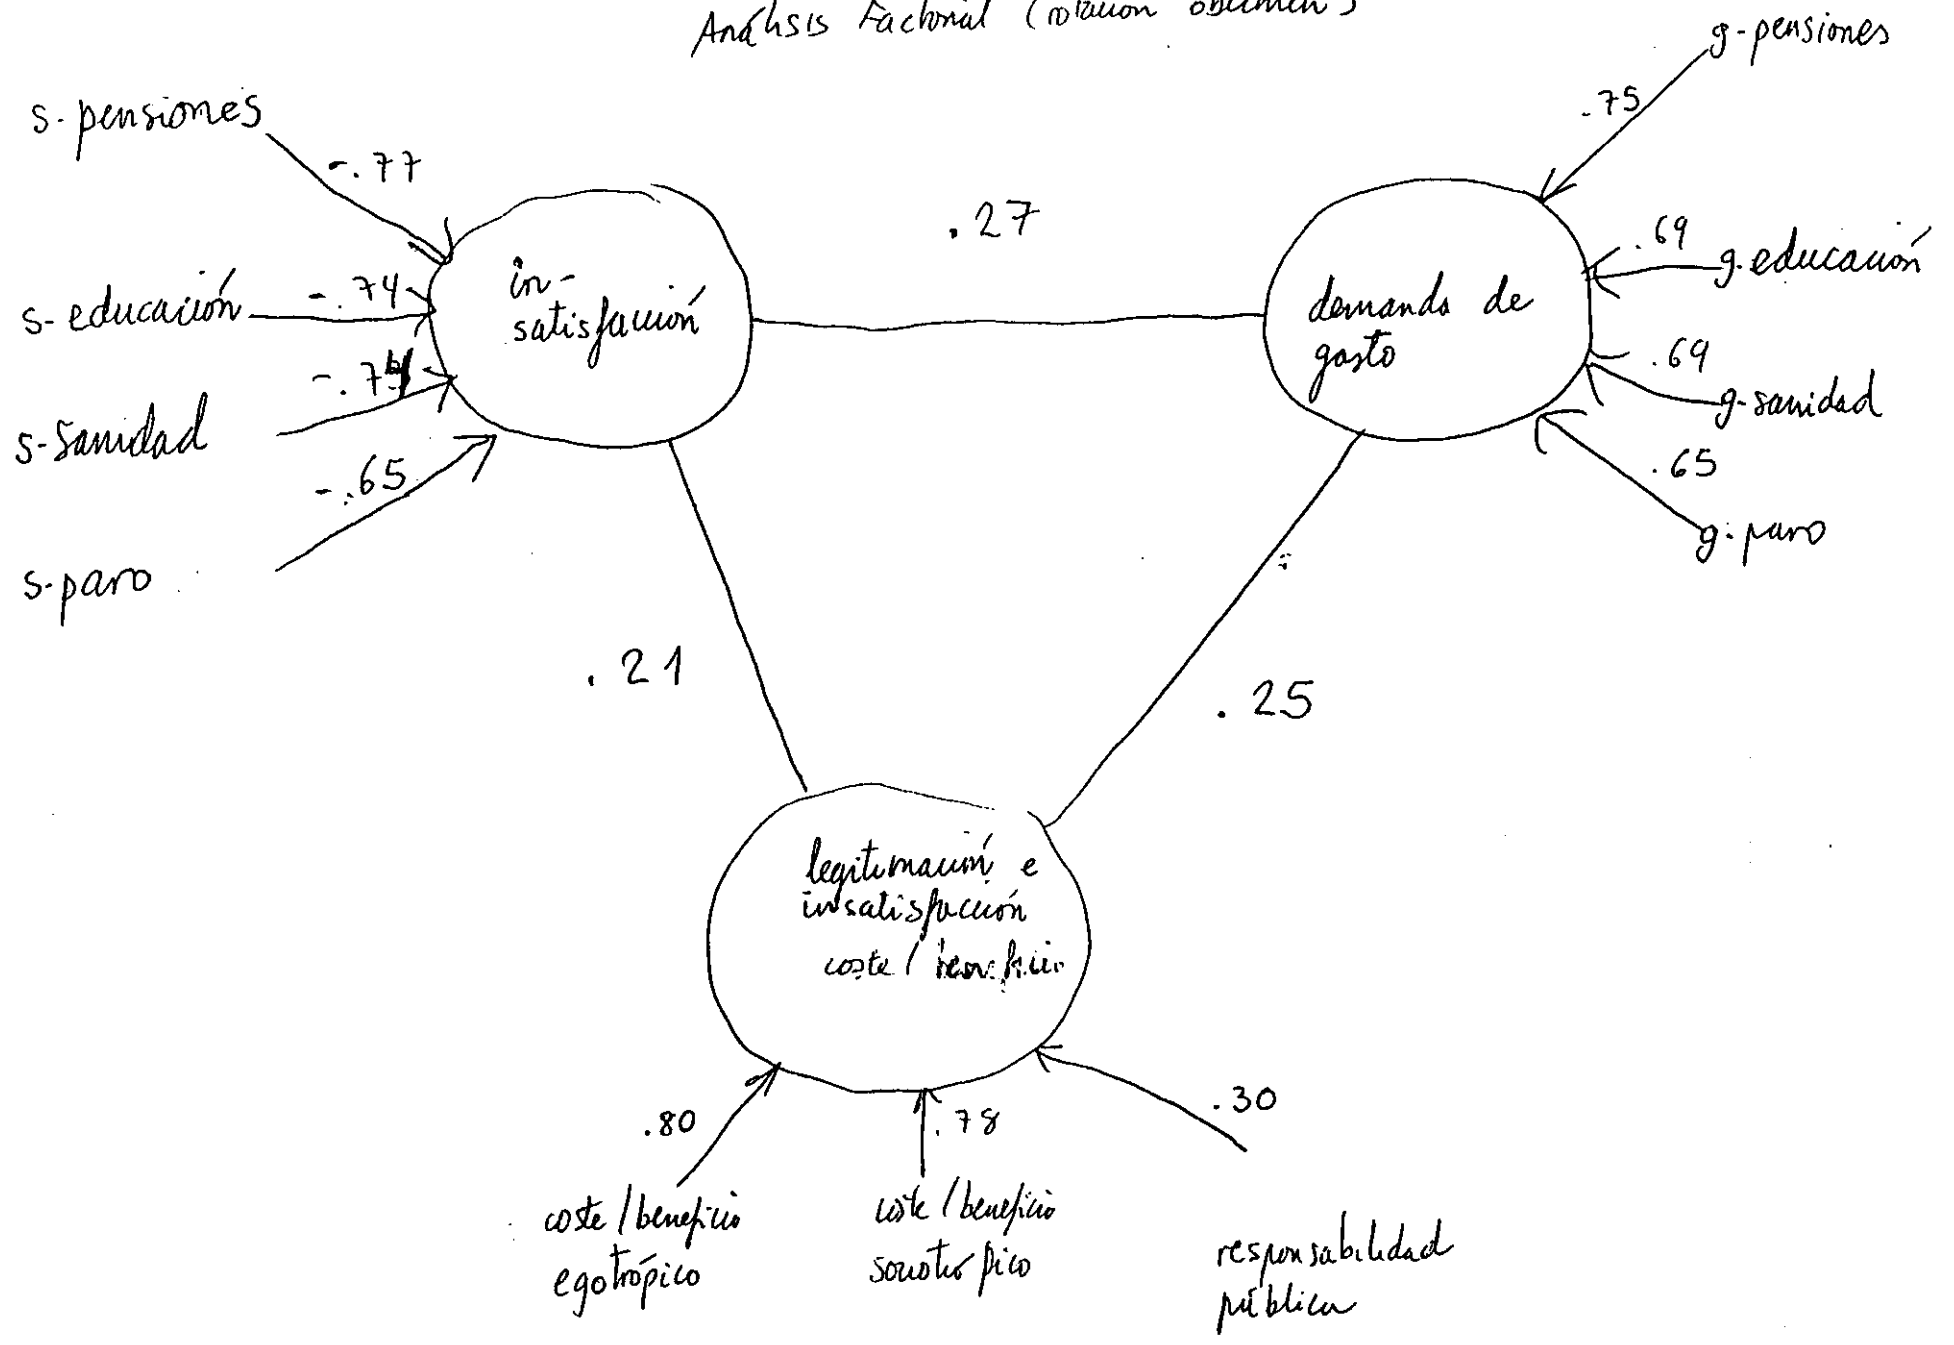 Análisis Factorial (rotación oblimin)
g-pensiones
s-pensiones
.75
-.77
.27
.69
g-educación
s-educación
-.74
in-
satisfacción
demanda de
gasto
.69
g-sanidad
s-Sanidad
-.65
.65
g-paro
s-paro
.21
.25
legitimación e
insatisfacción
coste/beneficio
.80
.78
.30
coste/beneficio
egotrópico
coste/beneficio
sociotrópico
responsabilidad
pública